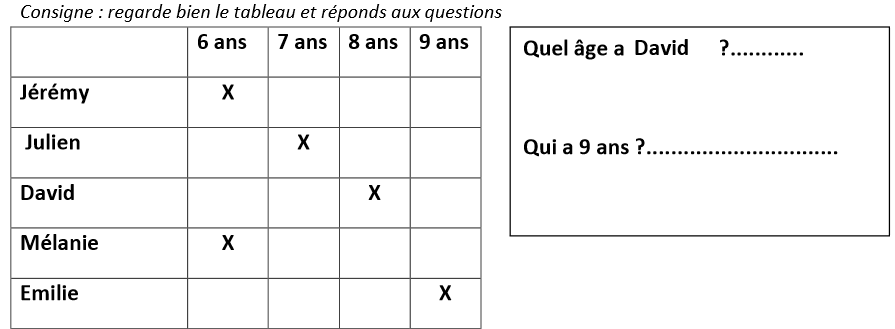 Consigne : regarde bien le tableau et réponds aux questions
6 ans 7 ans 8 ans 9 ans
Jérémy X
Julien X
David X
Mélanie X
Emilie X
Quel âge a David ?............
Qui a 9 ans ?...............................